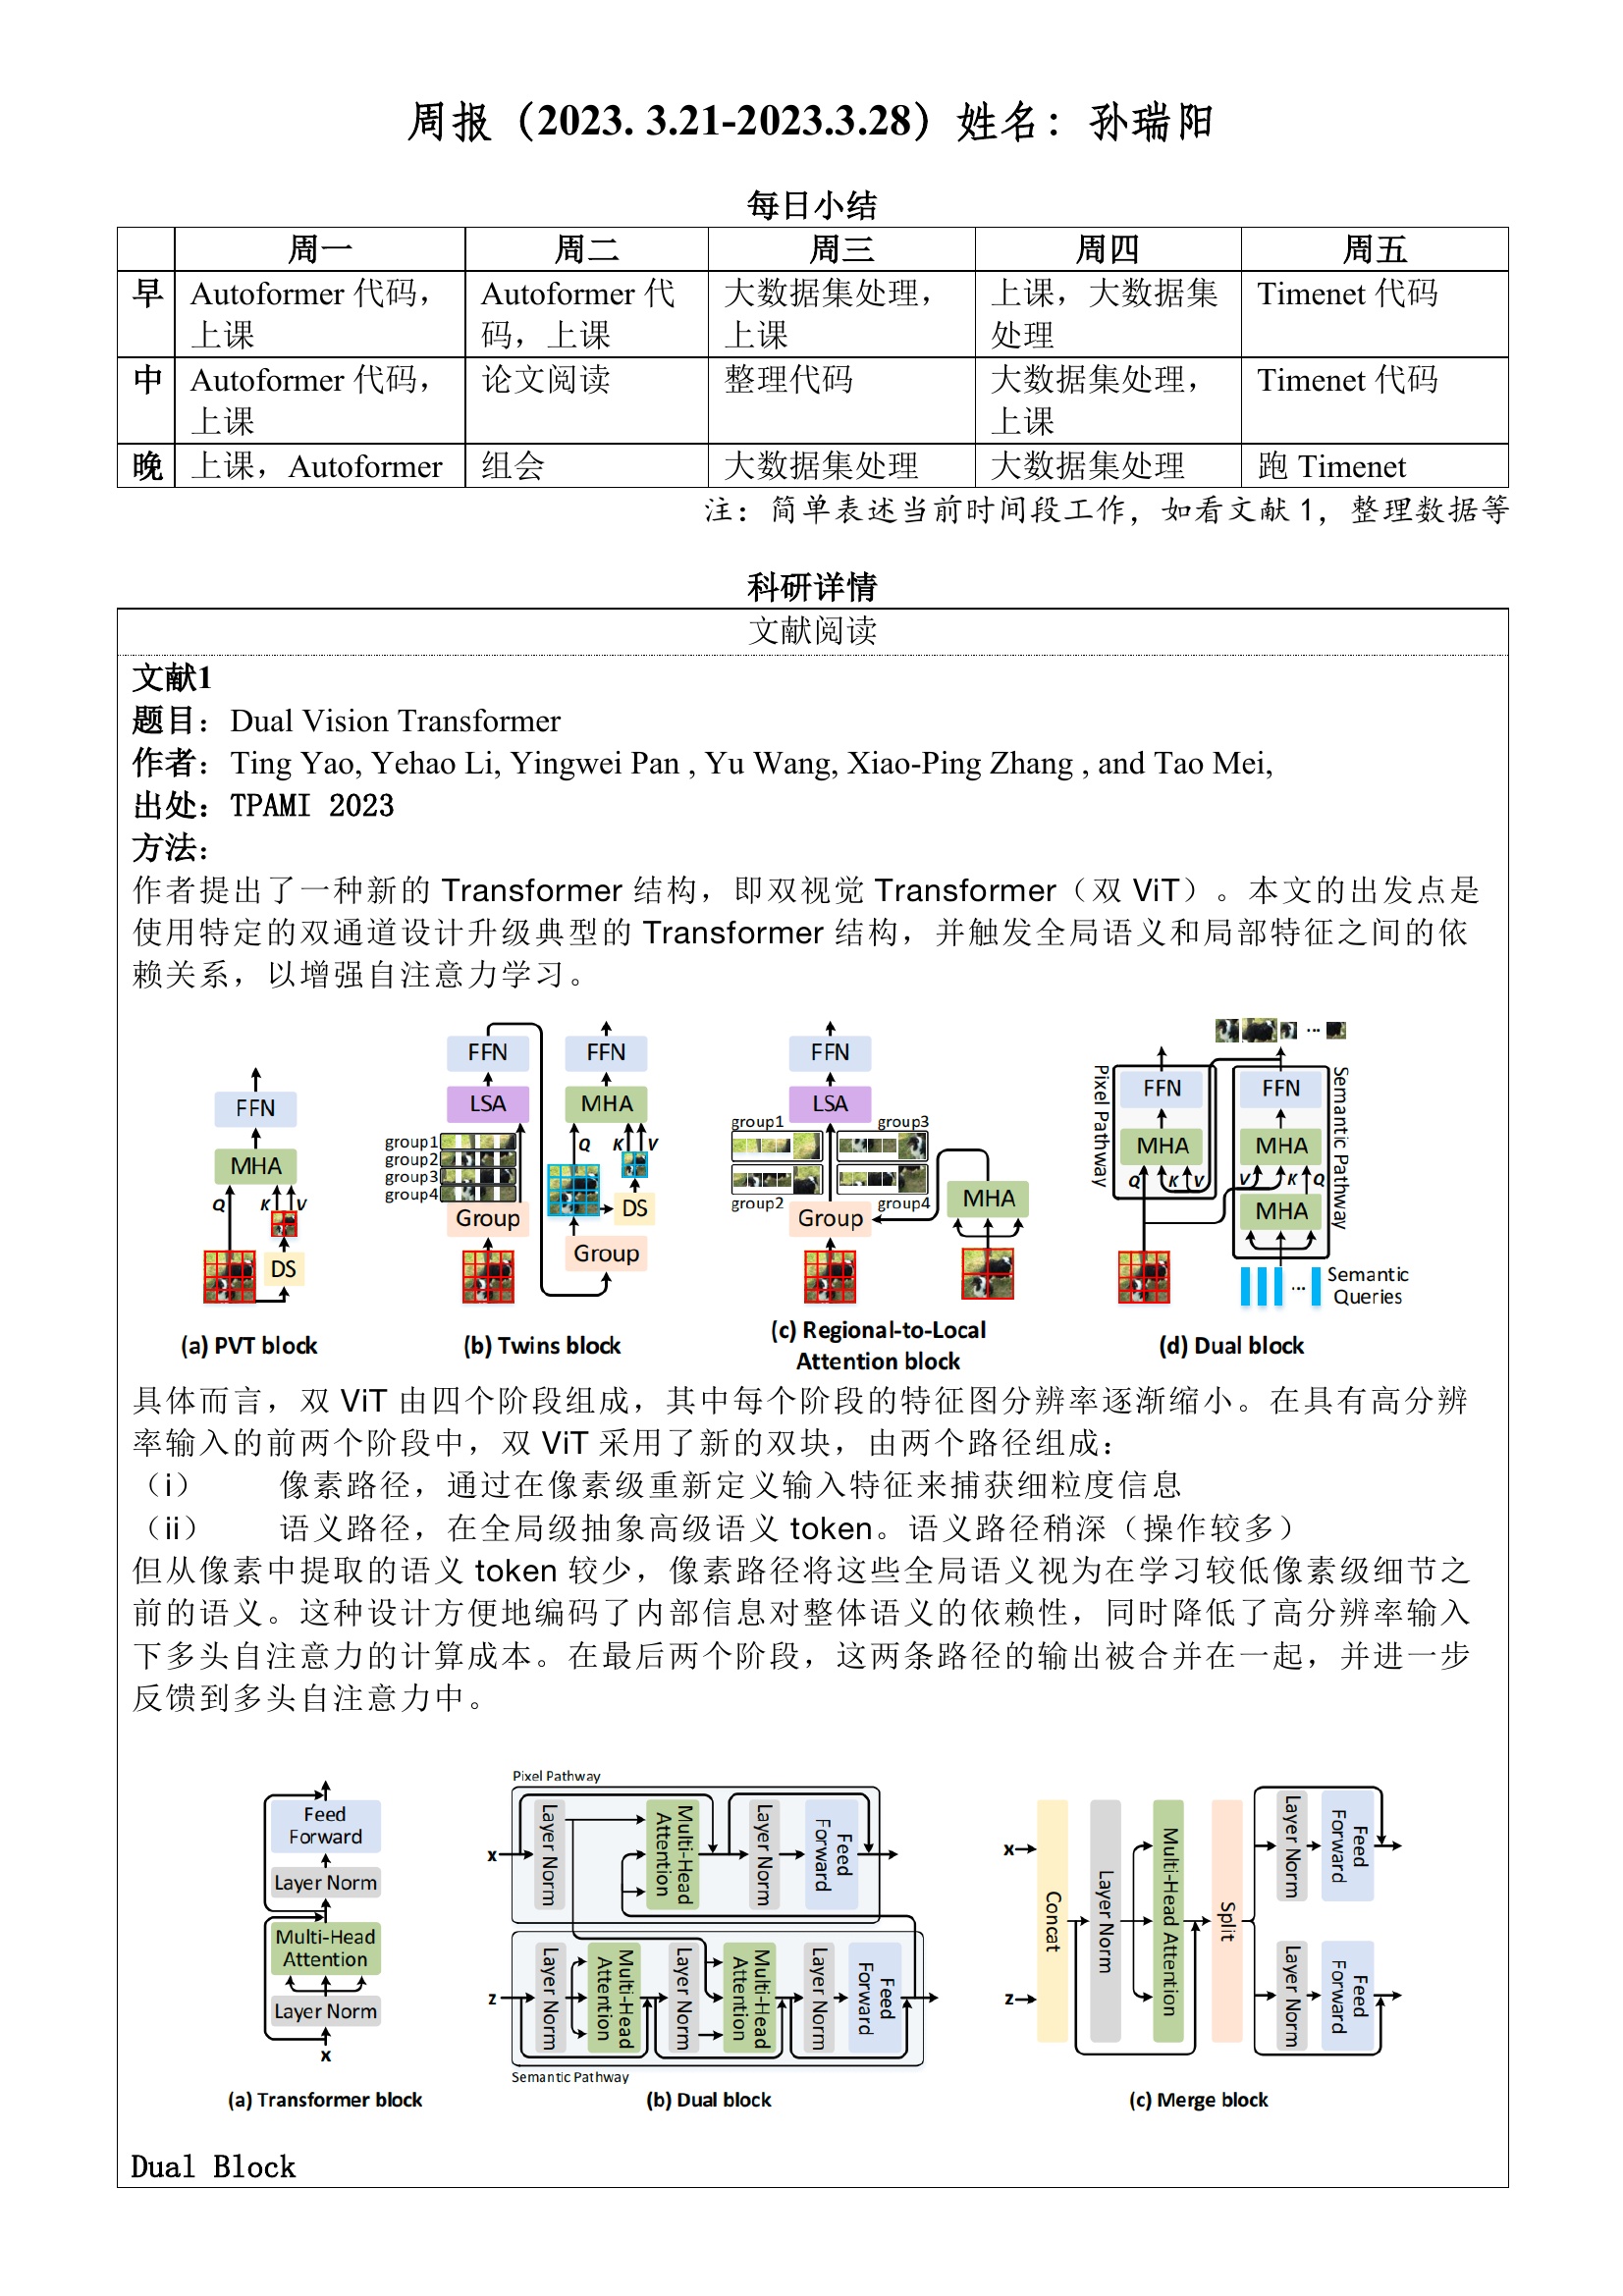 周报（2023. 3.21-2023.3.28）姓名：孙瑞阳
每日小结
周一 周二 周三 周四 周五
早 Autoformer 代码，上课 Autoformer 代码，上课 大数据集处理，上课 上课，大数据集处理 Timenet 代码
中 Autoformer 代码，上课 论文阅读 整理代码 大数据集处理，上课 Timenet 代码
晚 上课，Autoformer 组会 大数据集处理 大数据集处理 跑 Timenet
注：简单表述当前时间段工作，如看文献 1，整理数据等
科研详情
文献阅读
文献1
题目：Dual Vision Transformer
作者：Ting Yao, Yehao Li, Yingwei Pan , Yu Wang, Xiao-Ping Zhang , and Tao Mei,
出处：TPAMI 2023
方法：
作者提出了一种新的 Transformer 结构，即双视觉 Transformer（双 ViT）。本文的出发点是
使用特定的双通道设计升级典型的 Transformer 结构，并触发全局语义和局部特征之间的依
赖关系，以增强自注意力学习。
FFN
MHA
Q K V
DS
(a) PVT block
FFN FFN
LSA MHA
group1
group2
group3
group4
Q K V
Group DS
Group
(b) Twins block
FFN
LSA
group1 group3
group2 group4
Group MHA
(c) Regional-to-Local
Attention block
Pixel Pathway
FFN FFN
MHA MHA
Q K V V K Q
MHA
Semantic Pathway
... 
Semantic
Queries
(d) Dual block
具体而言，双 ViT 由四个阶段组成，其中每个阶段的特征图分辨率逐渐缩小。在具有高分辨
率输入的前两个阶段中，双 ViT 采用了新的双块，由两个路径组成：
（i） 像素路径，通过在像素级重新定义输入特征来捕获细粒度信息
（ii） 语义路径，在全局级抽象高级语义 token。语义路径稍深（操作较多）
但从像素中提取的语义 token 较少，像素路径将这些全局语义视为在学习较低像素级细节之
前的语义。这种设计方便地编码了内部信息对整体语义的依赖性，同时降低了高分辨率输入
下多头自注意力的计算成本。在最后两个阶段，这两条路径的输出被合并在一起，并进一步
反馈到多头自注意力中。
Feed
Forward
Layer Norm
Multi-Head
Attention
Layer Norm
x
(a) Transformer block
Pixel Pathway
x
Layer Norm
Multi-Head
Attention
Layer Norm
Feed
Forward
z
Layer Norm
Multi-Head
Attention
Layer Norm
Multi-Head
Attention
Layer Norm
Feed
Forward
Semantic Pathway
(b) Dual block
x
z
Concat
Layer Norm
Multi-Head Attention
Split
Layer Norm
Feed
Forward
Layer Norm
Feed
Forward
(c) Merge block
Dual Block